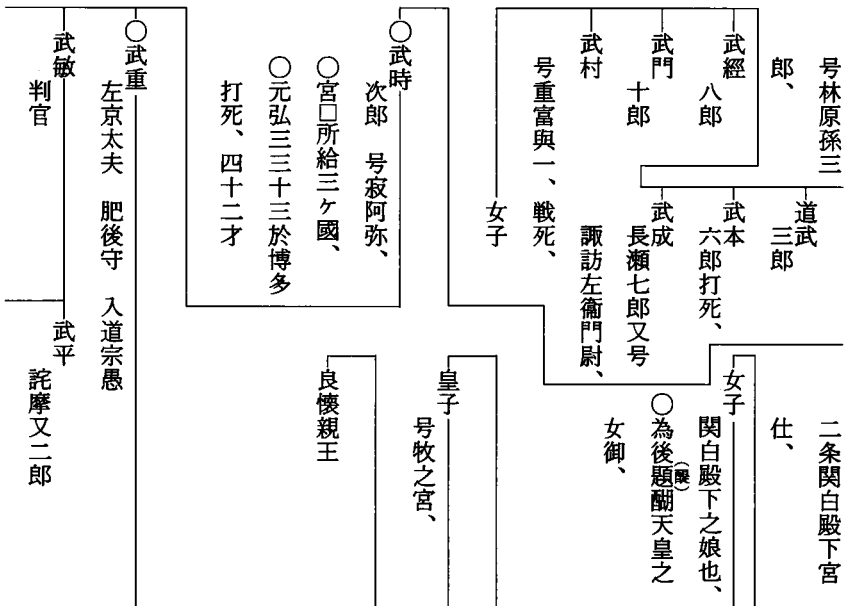 号林原孫三
郎、
道武
三郎
武本
六郎打死、
武成
長瀬七郎又号
諏訪左衞門尉、
武經
八郎
武門
十郎
武村
号重富與一、戦死、
女子
二条関白殿下宮
仕、
女子
関白殿下之娘也、
〇為後題(醍)醐天皇之
女御、
皇子
号牧之宮、
良懐親王
〇武時
次郎　号寂阿弥、
〇宮□所給三ケ國、
〇元弘三三十三於博多
打死、四十二才
〇武重
左京太夫　肥後守　入道宗愚
武敏
判官
武平
詫摩又二郎